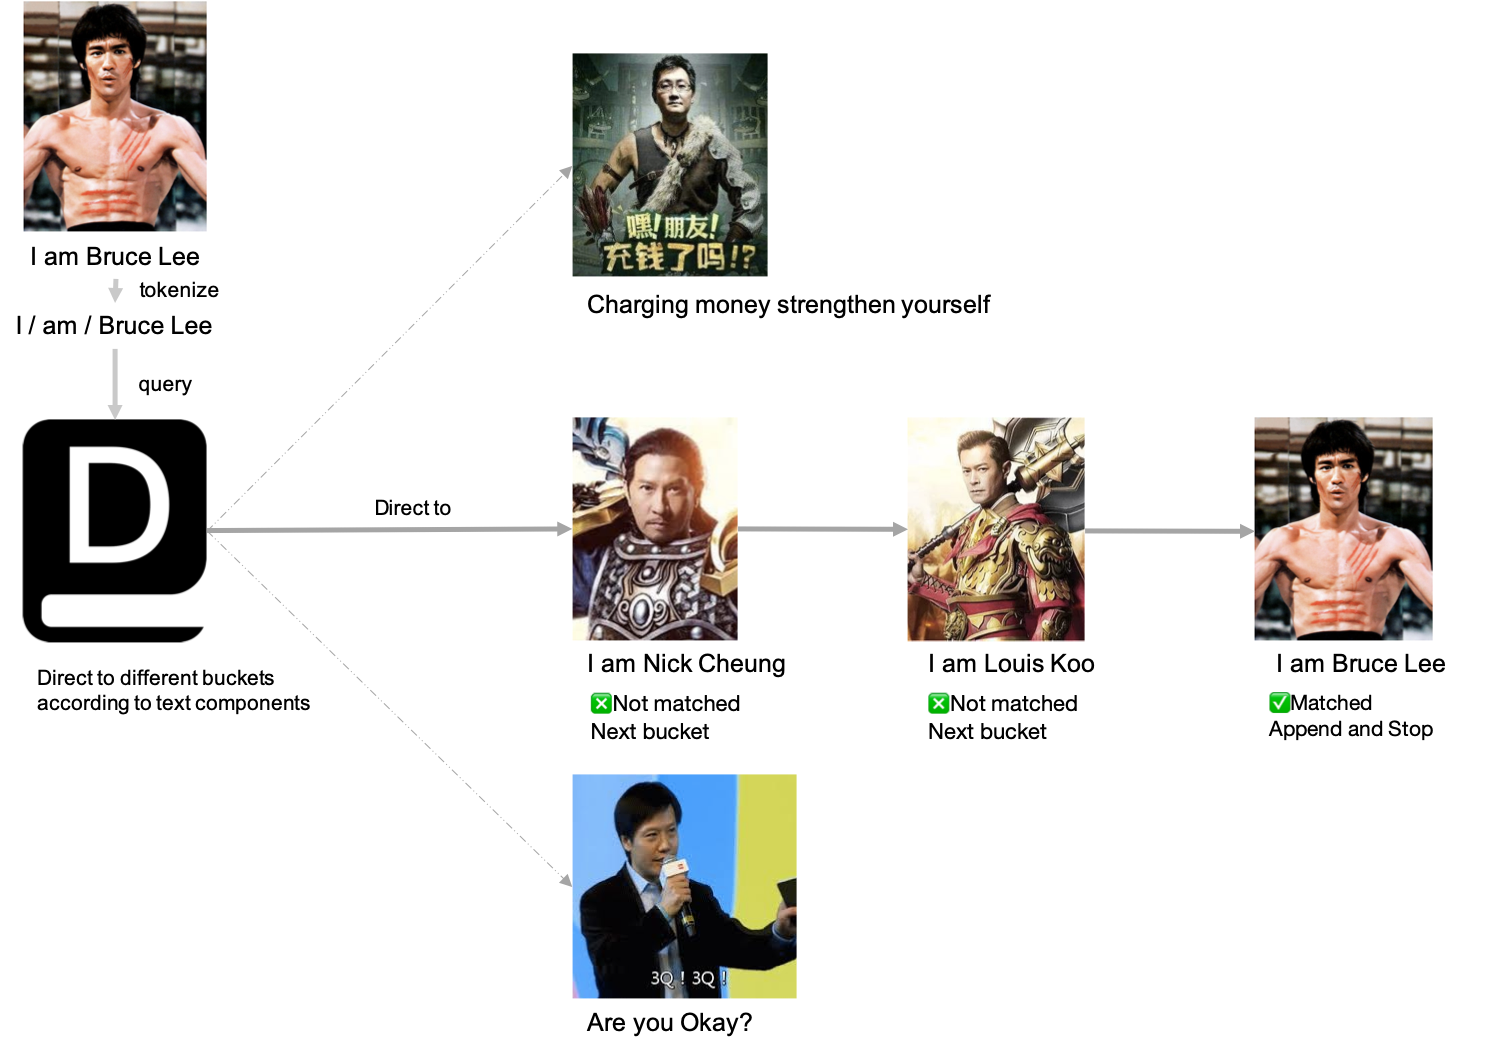 I am Bruce Lee
tokenize
I / am / Bruce Lee
query
D
Direct to different buckets
according to text components
嘿!朋友!
充钱了吗!?
Charging money strengthen yourself
Direct to
I am Nick Cheung
Not matched
Next bucket
I am Louis Koo
Not matched
Next bucket
I am Bruce Lee
Matched
Append and Stop
3Q!3Q!
Are you Okay?